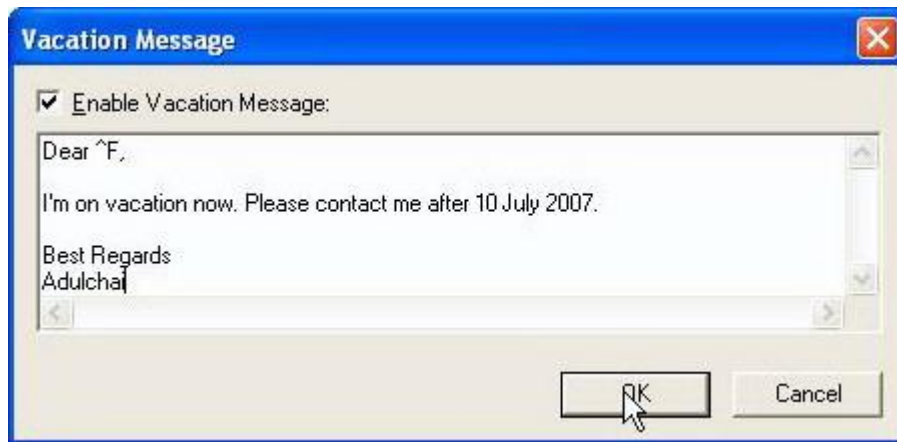 Vacation Message
Enable Vacation Message:
Dear ^F,
I'm on vacation now. Please contact me after 10 July 2007.
Best Regards
Adulchai
OK
Cancel